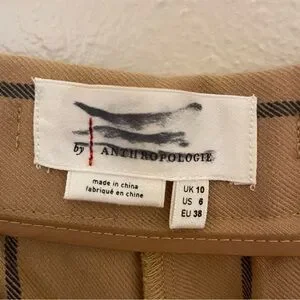 by ANTHROPOLOGIE
made in china
fabriqué en chine
UK 10
US 6
EU 38